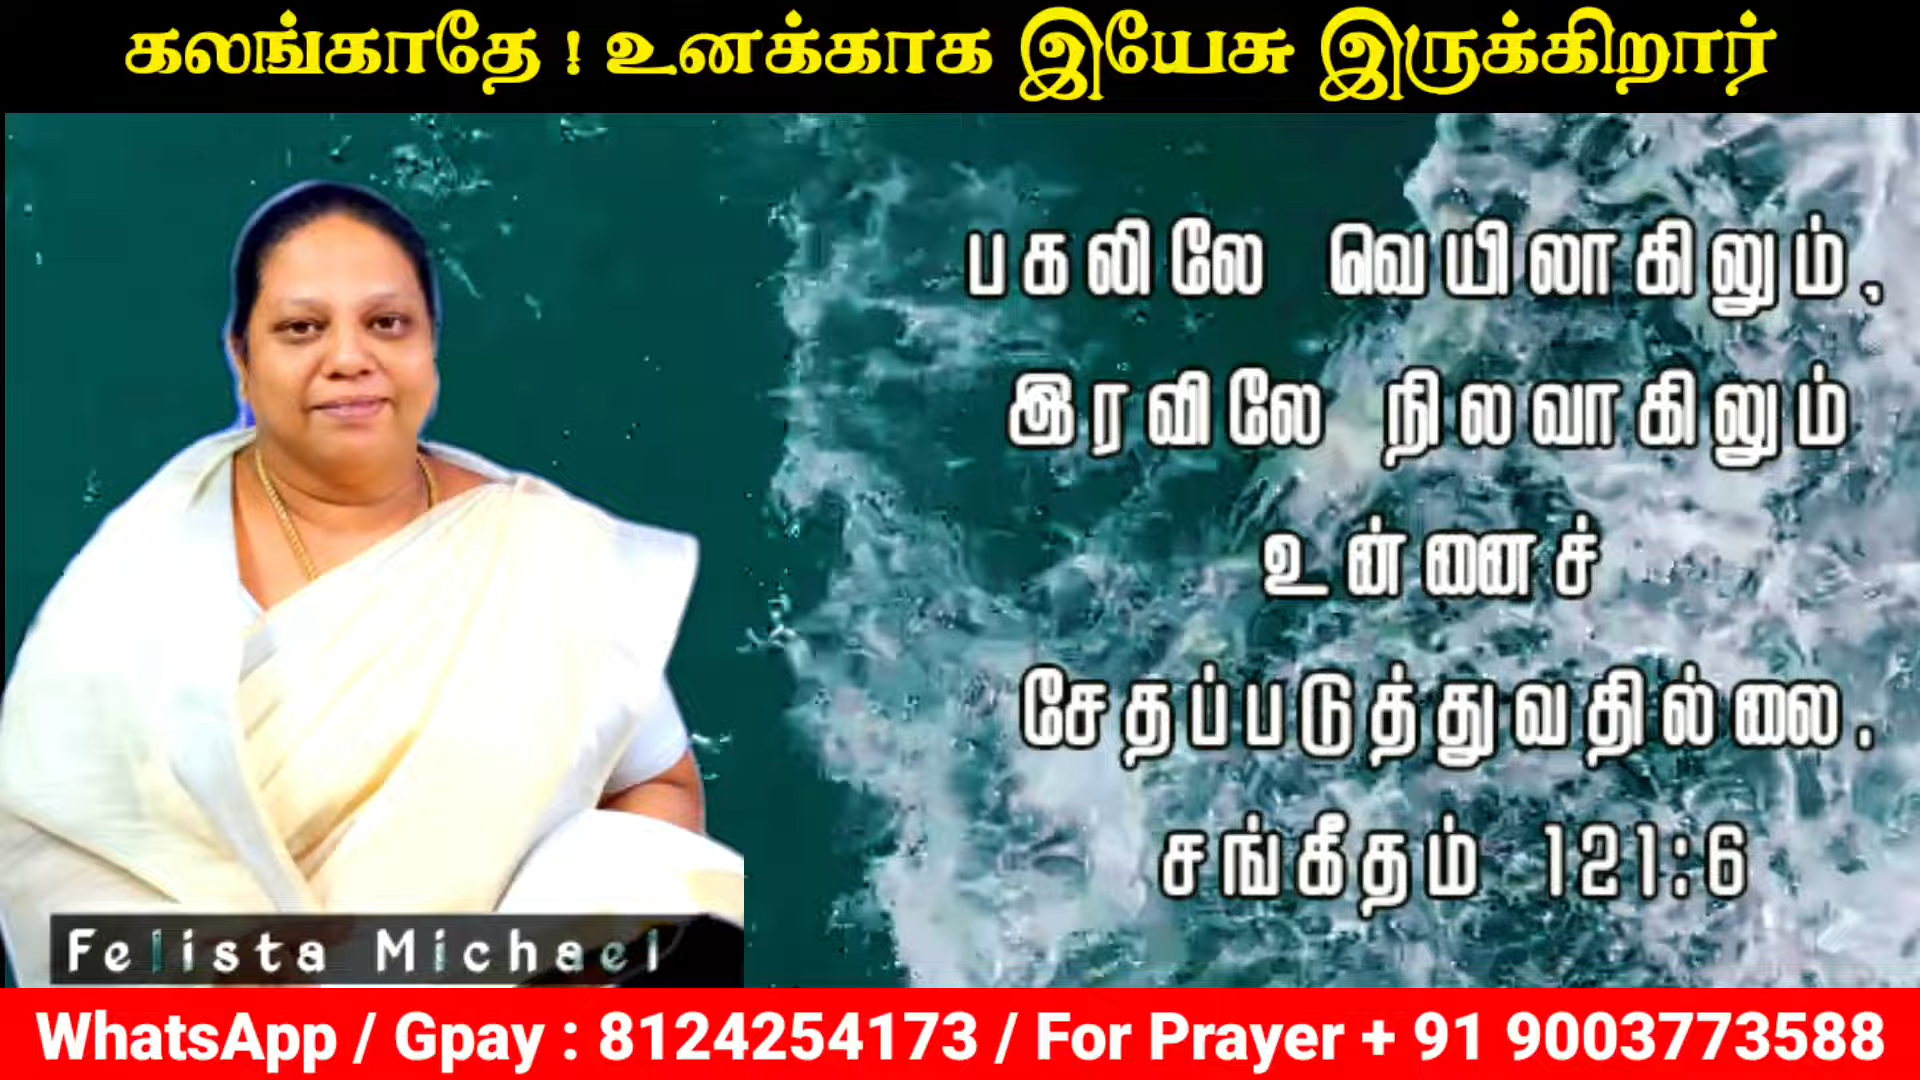 கலங்காதே ! உனக்காக இயேசு இருக்கிறார்
பகலிலே வெயிலாகிலும்,
இரவிலே நிலவாகிலும்
உன்னைச்
சேதப்படுத்துவதில்லை.
சங்கீதம் 121:6
Felista Michael
WhatsApp / Gpay : 8124254173 / For Prayer + 91 9003773588